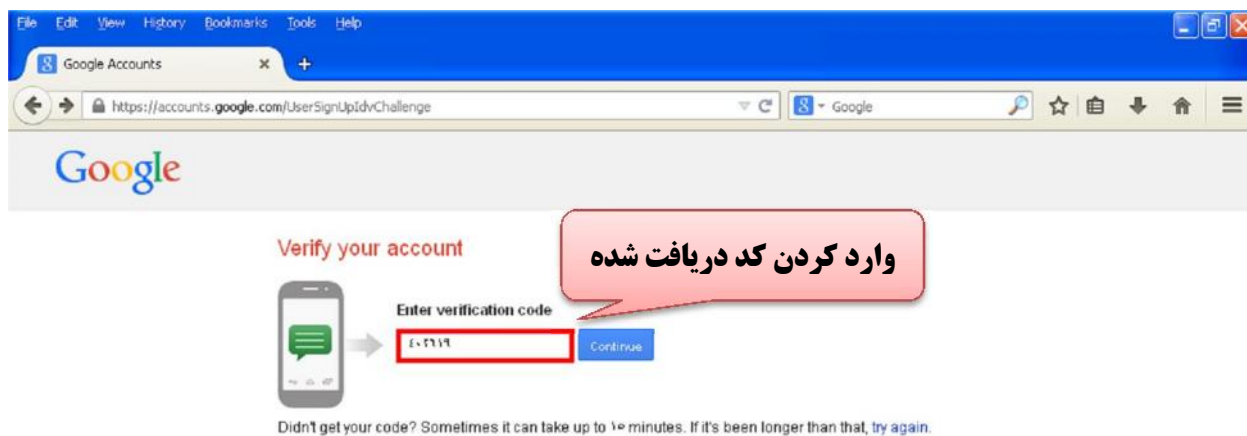 File Edit View History Bookmarks Tools Help
Google Accounts
https://accounts.google.com/UserSignUpIdvChallenge
Google
Google
Verify your account
وارد کردن کد دریافت شده
Enter verification code
Continue
Didn't get your code? Sometimes it can take up to ۱۵ minutes. If it's been longer than that, try again.